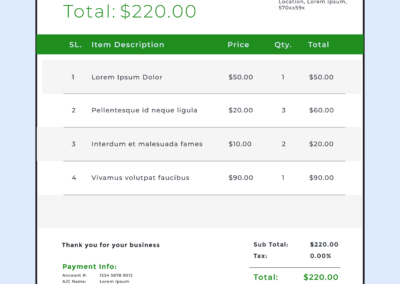 Location, Lorem Ipsum,
570xx59x
Total: $220.00
SL. Item Description Price Qty. Total
1 Lorem Ipsum Dolor $50.00 1 $50.00
2 Pellentesque id neque ligula $20.00 3 $60.00
3 Interdum et malesuada fames $10.00 2 $20.00
4 Vivamus volutpat faucibus $90.00 1 $90.00
Thank you for your business
Sub Total: $220.00
Tax: 0.00%
Payment Info:
Total: $220.00
Account #: 1234 5678 9012
A/C Name: Lorem Ipsum